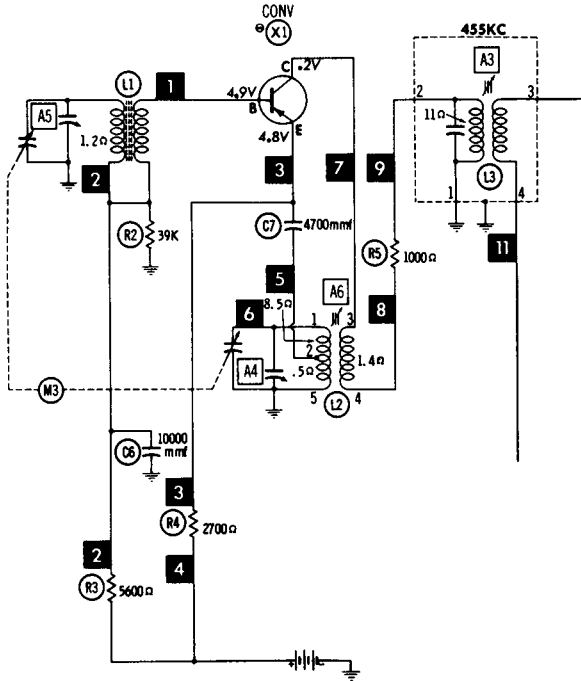 CONV
⊖ X1
455KC
C .2V
A3
L1
1
4.9V
B
2
3
A5
11Ω
1.2Ω
E
4.8V
L3
2
3
7
9
1
4
C7
4700mmf
R2
39K
R5
1000Ω
11
5
A6
6
8.5Ω
8
1
3
2
A4
.5Ω
1.4Ω
M3
5
4
L2
10000
C6
mmf
3
R4
2700Ω
2
4
R3
5600Ω
+
-